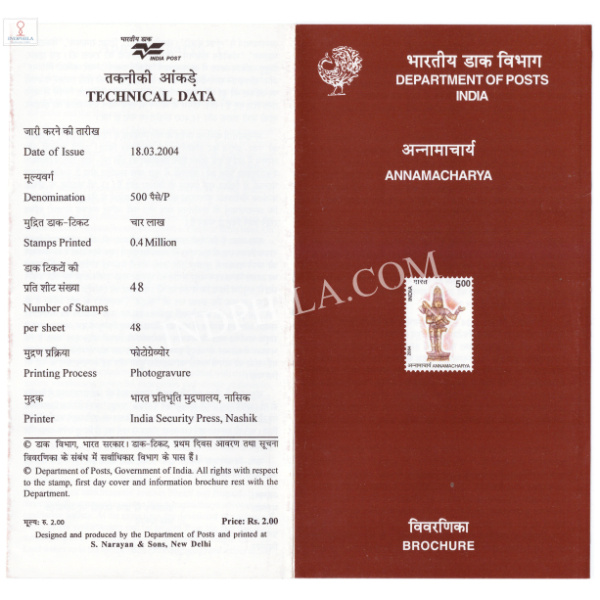 INDPHILA
भारतीय डाक
INDIA POST
तकनीकी आंकड़े
TECHNICAL DATA
जारी करने की तारीख
Date of Issue 18.03.2004
मूल्यवर्ग
Denomination 500 पैसे/P
मुद्रित डाक-टिकट चार लाख
Stamps Printed 0.4 Million
डाक टिकटों की
प्रति शीट संख्या 48
Number of Stamps
per sheet 48
मुद्रण प्रक्रिया फोटोग्रेव्योर
Printing Process Photogravure
मुद्रक भारत प्रतिभूति मुद्रणालय, नासिक
Printer India Security Press, Nashik
© डाक विभाग, भारत सरकार। डाक-टिकट, प्रथम दिवस आवरण तथा सूचना
विवरणिका के संबंध में सर्वाधिकार विभाग के पास हैं।
© Department of Posts, Government of India. All rights with respect
to the stamp, first day cover and information brochure rest with the
Department.
मूल्य: रु. 2.00 Price: Rs. 2.00
Designed and produced by the Department of Posts and printed at
S. Narayan & Sons, New Delhi
भारतीय डाक विभाग
DEPARTMENT OF POSTS
INDIA
अन्नामाचार्य
ANNAMACHARYA
भारत 500
INDIA
2004
अन्नामाचार्य ANNAMACHARYA
विवरणिका
BROCHURE
INDPHILA.COM